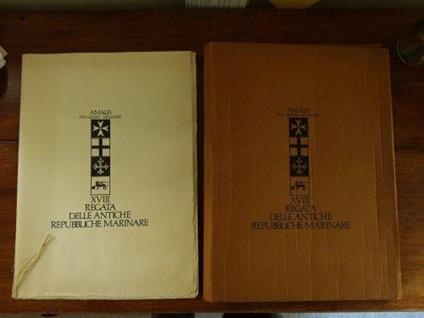 AMALFI
XVIII
REGATA
DELLE ANTICHE
REPUBBLICHE MARINARE
AMALFI
XVIII
REGATA
DELLE ANTICHE
REPUBBLICHE MARINARE